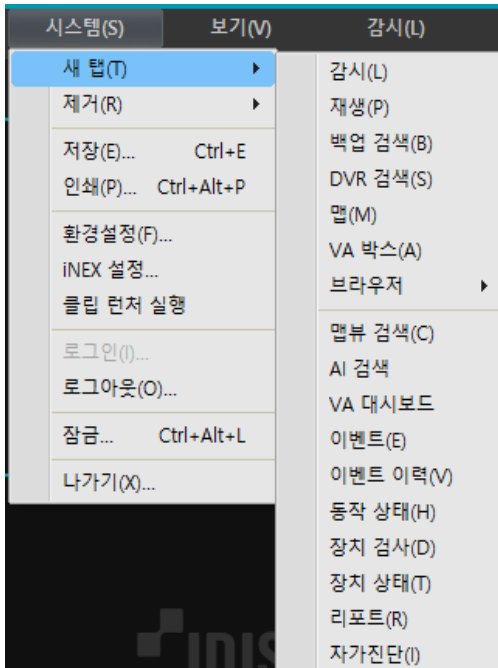 시스템(S) 보기(V) 감시(L)
새 탭(T)
제거(R)
저장(E)... Ctrl+E
인쇄(P)... Ctrl+Alt+P
환경설정(F)...
iNEX 설정...
클립 런처 실행
로그인(I)...
로그아웃(O)...
잠금... Ctrl+Alt+L
나가기(X)...
감시(L)
재생(P)
백업 검색(B)
DVR 검색(S)
맵(M)
VA 박스(A)
브라우저
맵뷰 검색(C)
AI 검색
VA 대시보드
이벤트(E)
이벤트 이력(V)
동작 상태(H)
장치 검사(D)
장치 상태(T)
리포트(R)
자가진단(I)